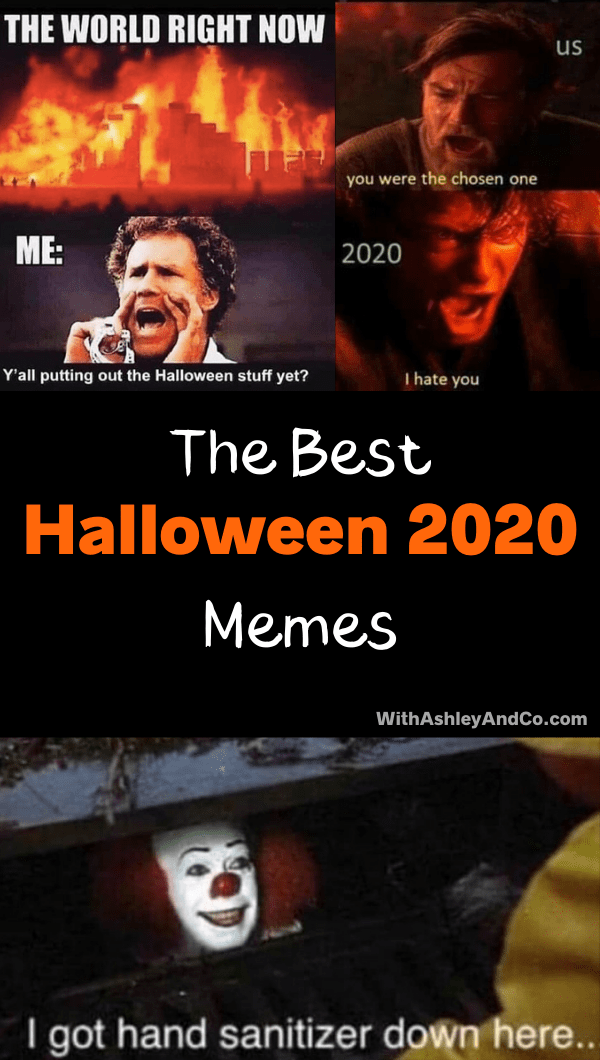 THE WORLD RIGHT NOW
ME:
Y'all putting out the Halloween stuff yet?
us
you were the chosen one
2020
I hate you
The Best
Halloween 2020
Memes
WithAshleyAndCo.com
I got hand sanitizer down here..